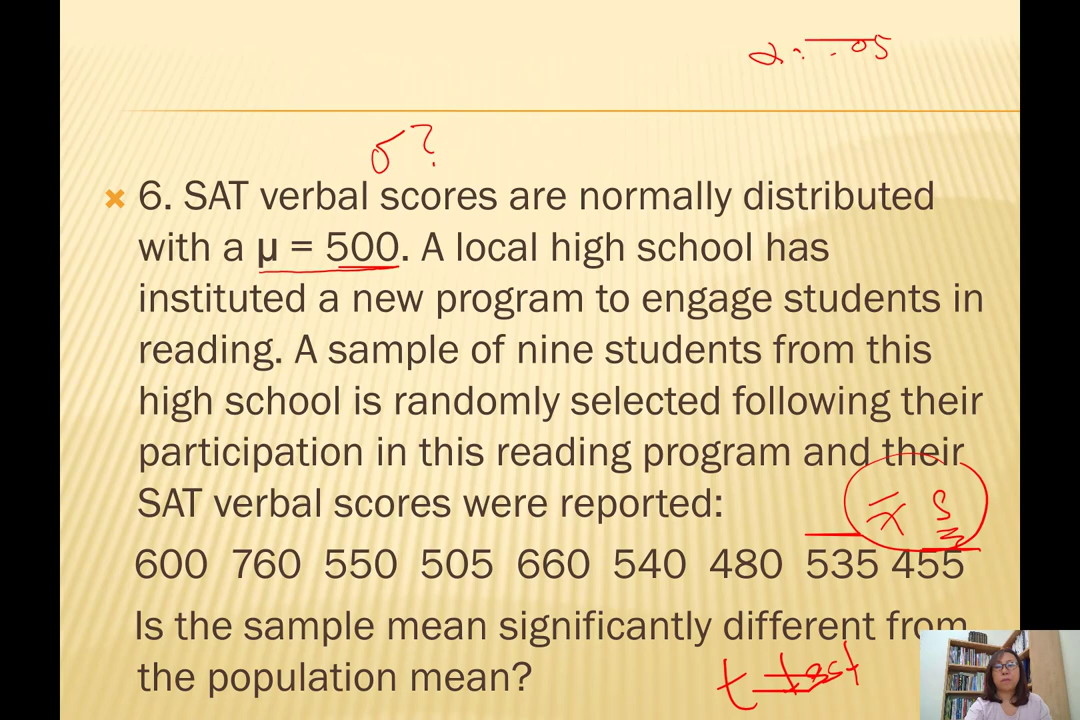 α = .05
σ?
6. SAT verbal scores are normally distributed
with a µ = 500. A local high school has
instituted a new program to engage students in
reading. A sample of nine students from this
high school is randomly selected following their
participation in this reading program and their
SAT verbal scores were reported:
x̄ s
600 760 550 505 660 540 480 535 455
Is the sample mean significantly different from
the population mean?
t test